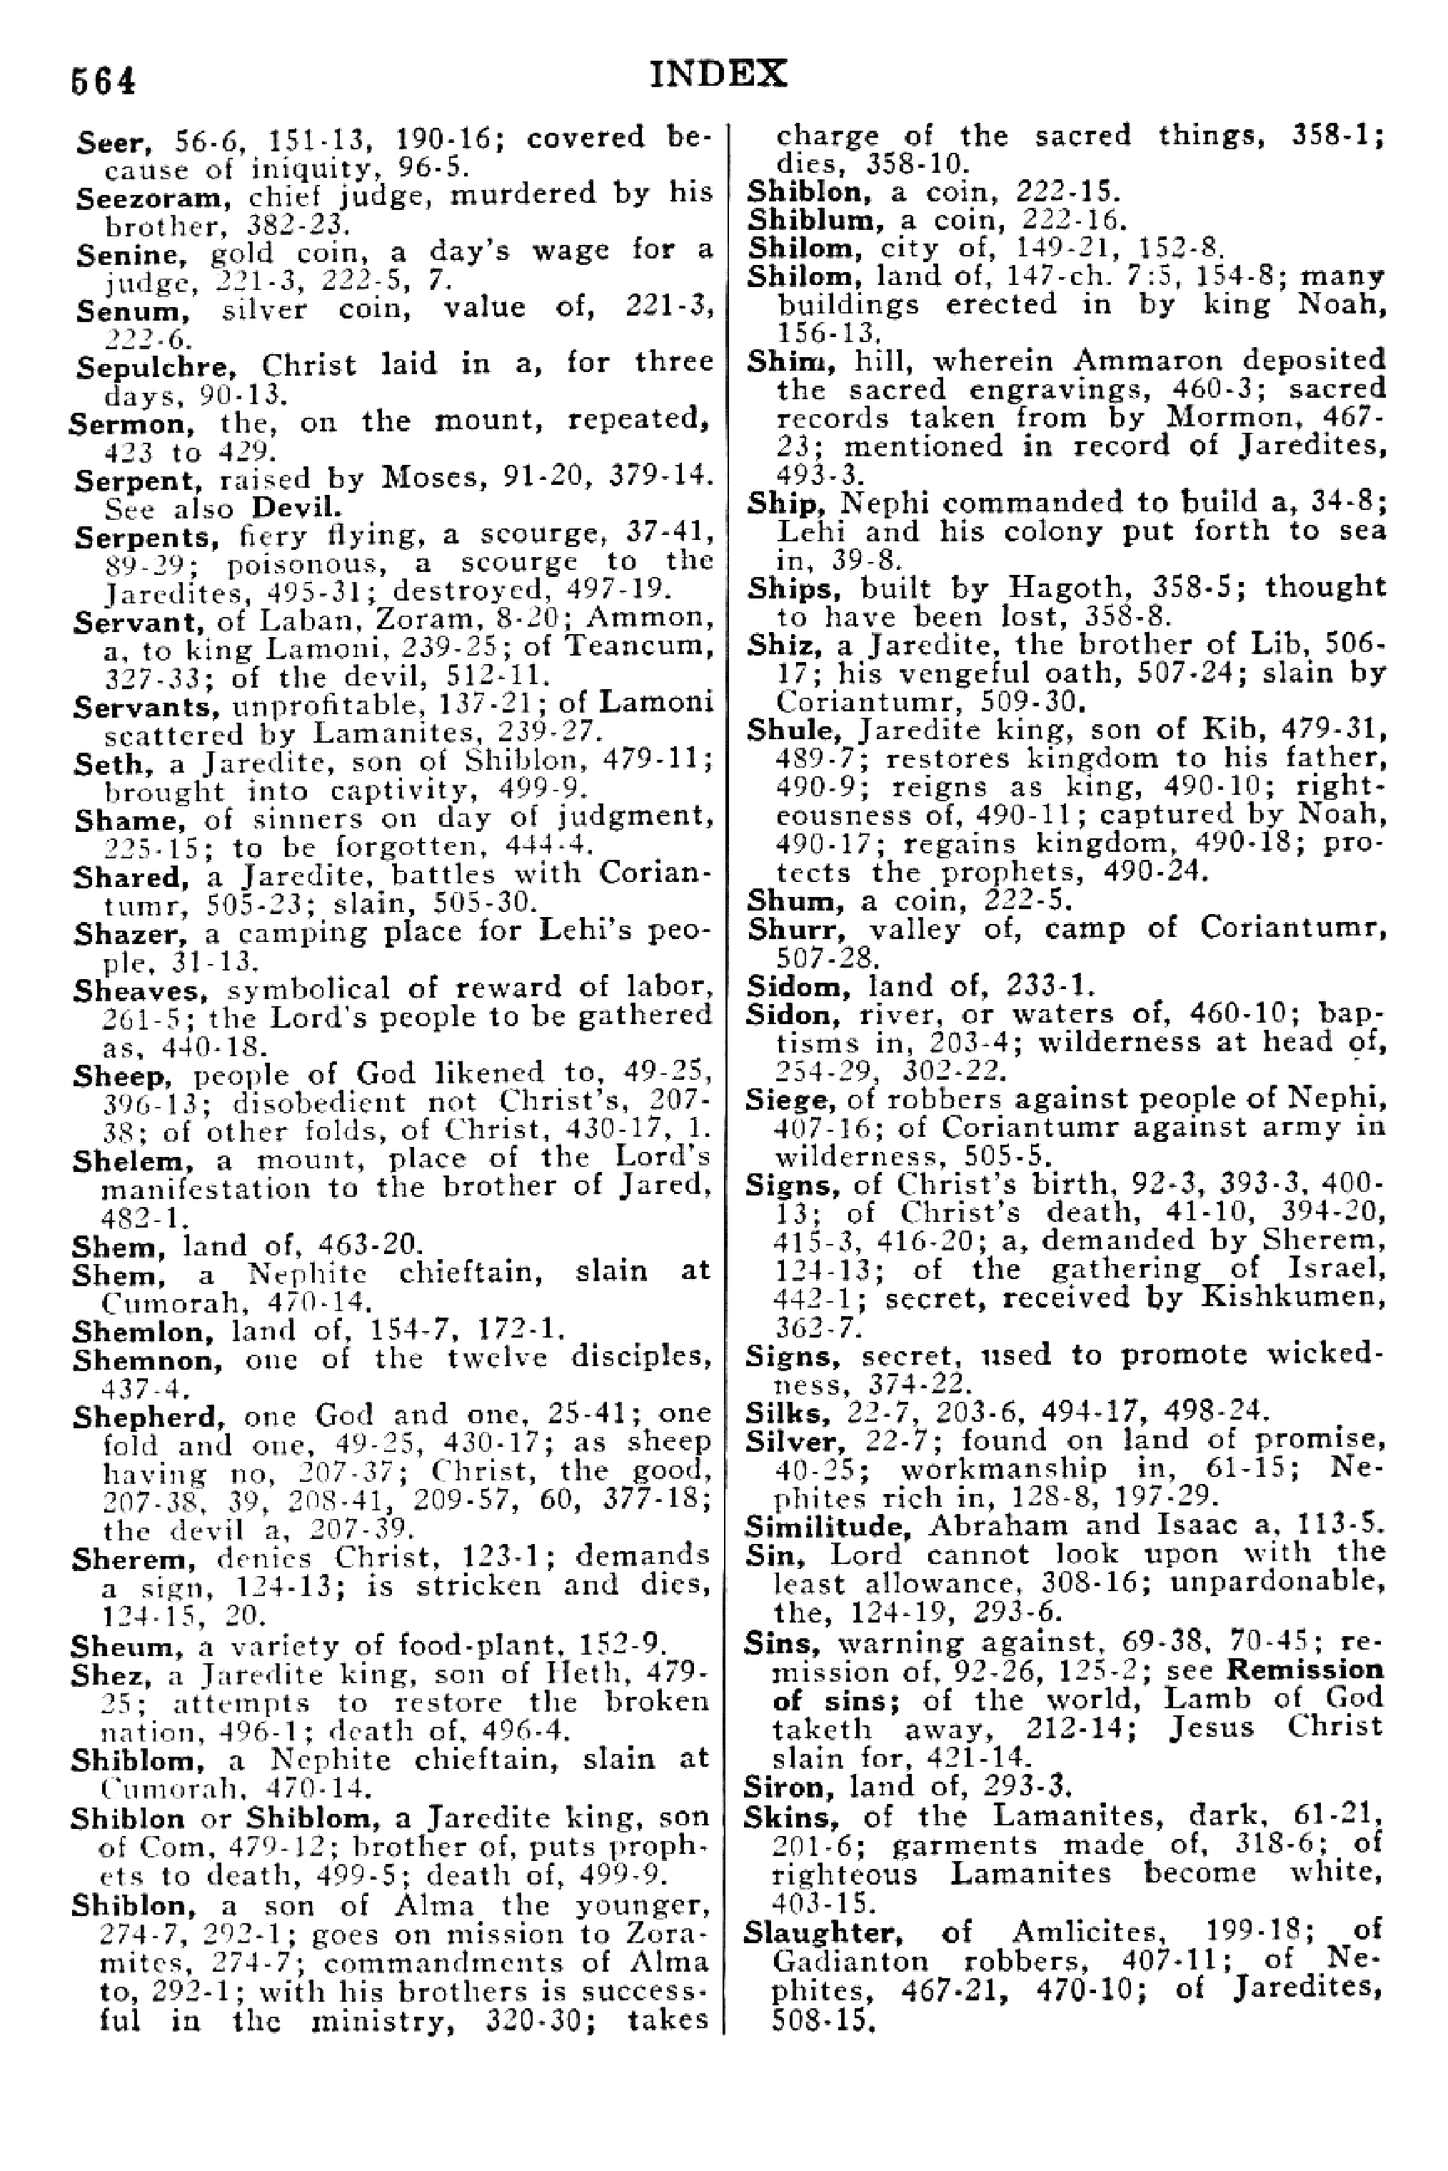 564
INDEX
Seer, 56-6, 151-13, 190-16; covered be-
cause of iniquity, 96-5.
Seezoram, chief judge, murdered by his
brother, 382-23.
Senine, gold coin, a day's wage for a
judge, 221-3, 222-5, 7.
Senum, silver coin, value of, 221-3,
222-6.
Sepulchre, Christ laid in a, for three
days, 90-13.
Sermon, the, on the mount, repeated,
423 to 429.
Serpent, raised by Moses, 91-20, 379-14.
See also Devil.
Serpents, fiery flying, a scourge, 37-41,
89-29; poisonous, a scourge to the
Jaredites, 495-31; destroyed, 497-19.
Servant, of Laban, Zoram, 8-20; Ammon,
a, to king Lamoni, 239-25; of Teancum,
327-33; of the devil, 512-11.
Servants, unprofitable, 137-21; of Lamoni
scattered by Lamanites, 239-27.
Seth, a Jaredite, son of Shiblon, 479-11;
brought into captivity, 499-9.
Shame, of sinners on day of judgment,
225-15; to be forgotten, 444-4.
Shared, a Jaredite, battles with Corian-
tumr, 505-23; slain, 505-30.
Shazer, a camping place for Lehi's peo-
ple, 31-13.
Sheaves, symbolical of reward of labor,
261-5; the Lord's people to be gathered
as, 440-18.
Sheep, people of God likened to, 49-25,
396-13; disobedient not Christ's, 207-
38; of other folds, of Christ, 430-17, 1.
Shelem, a mount, place of the Lord's
manifestation to the brother of Jared,
482-1.
Shem, land of, 463-20.
Shem, a Nephite chieftain, slain at
Cumorah, 470-14.
Shemlon, land of, 154-7, 172-1.
Shemnon, one of the twelve disciples,
437-4.
Shepherd, one God and one, 25-41; one
fold and one, 49-25, 430-17; as sheep
having no, 207-37; Christ, the good,
207-38, 39, 208-41, 209-57, 60, 377-18;
the devil a, 207-39.
Sherem, denies Christ, 123-1; demands
a sign, 124-13; is stricken and dies,
124-15, 20.
Sheum, a variety of food-plant, 152-9.
Shez, a Jaredite king, son of Heth, 479-
25; attempts to restore the broken
nation, 496-1; death of, 496-4.
Shiblom, a Nephite chieftain, slain at
Cumorah, 470-14.
Shiblon or Shiblom, a Jaredite king, son
of Com, 479-12; brother of, puts proph-
ets to death, 499-5; death of, 499-9.
Shiblon, a son of Alma the younger,
274-7, 292-1; goes on mission to Zora-
mites, 274-7; commandments of Alma
to, 292-1; with his brothers is success-
ful in the ministry, 320-30; takes
charge of the sacred things, 358-1;
dies, 358-10.
Shiblon, a coin, 222-15.
Shiblum, a coin, 222-16.
Shilom, city of, 149-21, 152-8.
Shilom, land of, 147-ch. 7:5, 154-8; many
buildings erected in by king Noah,
156-13.
Shim, hill, wherein Ammaron deposited
the sacred engravings, 460-3; sacred
records taken from by Mormon, 467-
23; mentioned in record of Jaredites,
493-3.
Ship, Nephi commanded to build a, 34-8;
Lehi and his colony put forth to sea
in, 39-8.
Ships, built by Hagoth, 358-5; thought
to have been lost, 358-8.
Shiz, a Jaredite, the brother of Lib, 506-
17; his vengeful oath, 507-24; slain by
Coriantumr, 509-30.
Shule, Jaredite king, son of Kib, 479-31,
489-7; restores kingdom to his father,
490-9; reigns as king, 490-10; right-
eousness of, 490-11; captured by Noah,
490-17; regains kingdom, 490-18; pro-
tects the prophets, 490-24.
Shum, a coin, 222-5.
Shurr, valley of, camp of Coriantumr,
507-28.
Sidom, land of, 233-1.
Sidon, river, or waters of, 460-10; bap-
tisms in, 203-4; wilderness at head of,
254-29, 302-22.
Siege, of robbers against people of Nephi,
407-16; of Coriantumr against army in
wilderness, 505-5.
Signs, of Christ's birth, 92-3, 393-3, 400-
13; of Christ's death, 41-10, 394-20,
415-3, 416-20; a, demanded by Sherem,
124-13; of the gathering of Israel,
442-1; secret, received by Kishkumen,
362-7.
Signs, secret, used to promote wicked-
ness, 374-22.
Silks, 22-7, 203-6, 494-17, 498-24.
Silver, 22-7; found on land of promise,
40-25; workmanship in, 61-15; Ne-
phites rich in, 128-8, 197-29.
Similitude, Abraham and Isaac a, 113-5.
Sin, Lord cannot look upon with the
least allowance, 308-16; unpardonable,
the, 124-19, 293-6.
Sins, warning against, 69-38, 70-45; re-
mission of, 92-26, 125-2; see Remission
of sins; of the world, Lamb of God
taketh away, 212-14; Jesus Christ
slain for, 421-14.
Siron, land of, 293-3.
Skins, of the Lamanites, dark, 61-21,
201-6; garments made of, 318-6; of
righteous Lamanites become white,
403-15.
Slaughter, of Amlicites, 199-18; of
Gadianton robbers, 407-11; of Ne-
phites, 467-21, 470-10; of Jaredites,
508-15.